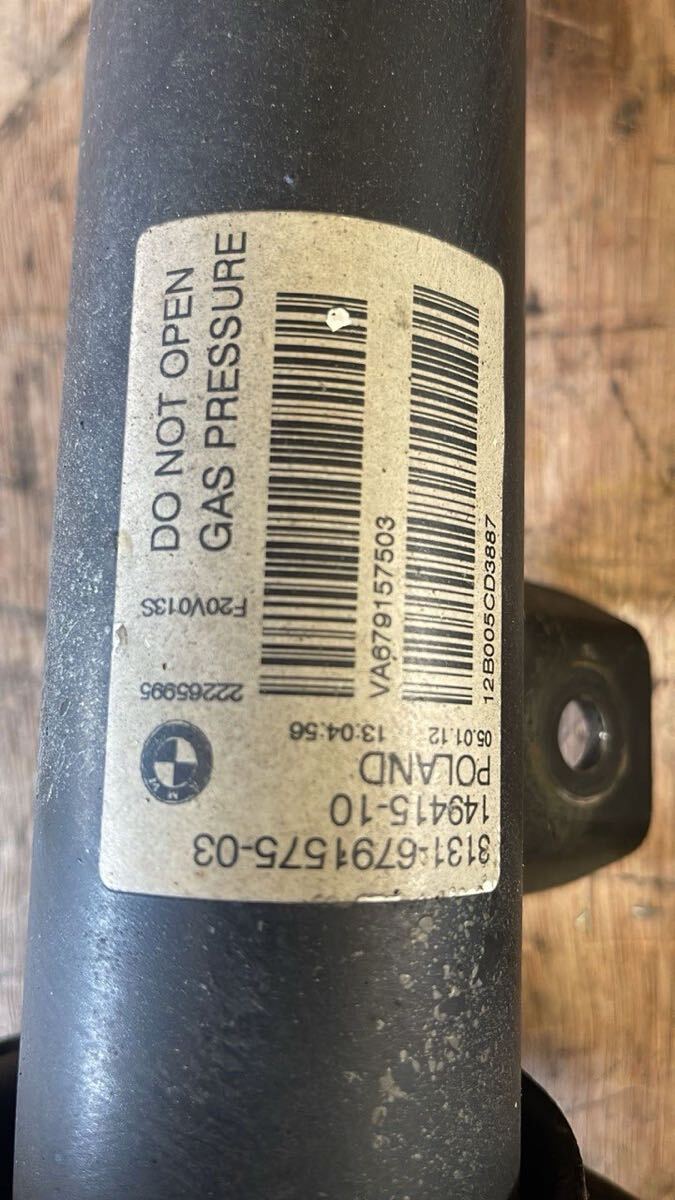 3131-6791575-03
149415-10
POLAND
05.01.12 13:04:56
22265995 F20V013S
DO NOT OPEN
GAS PRESSURE
VA679157503
12B005CD3887